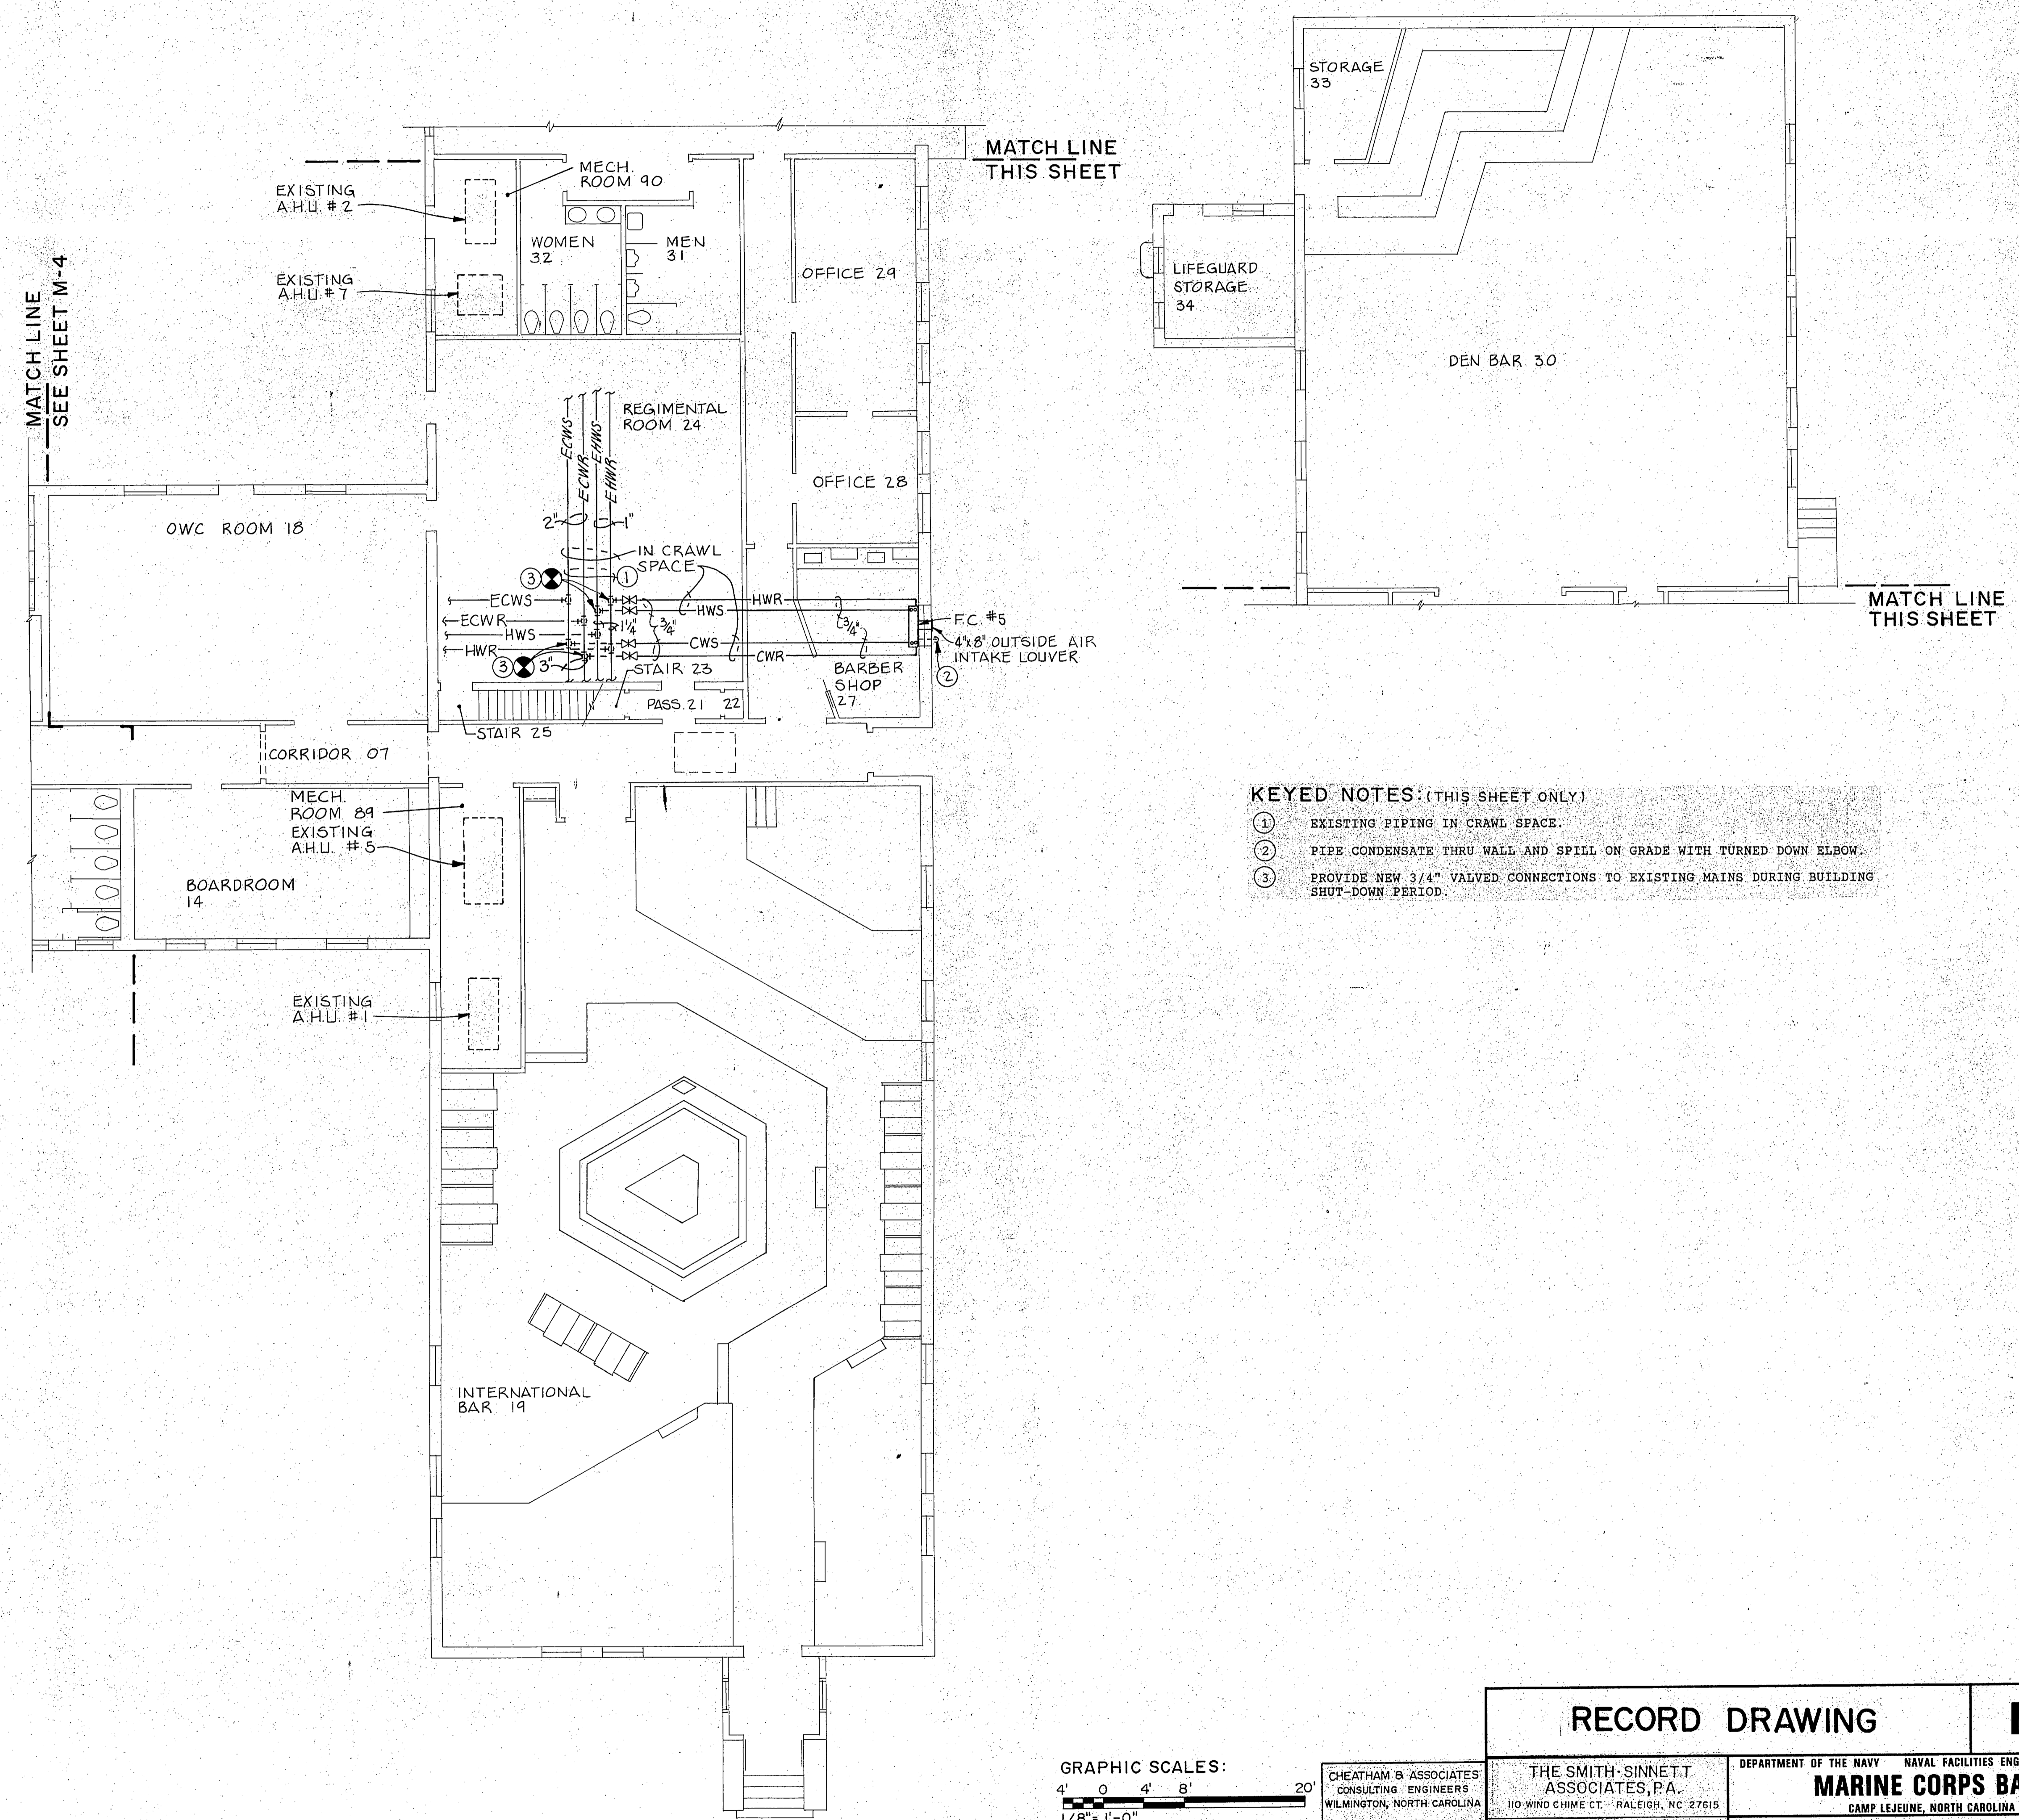 STORAGE
33
MATCH LINE
THIS SHEET
MECH.
ROOM 90
EXISTING
A.H.U. # 2
WOMEN
32
MEN
31
OFFICE 29
EXISTING
A.H.U. # 7
LIFEGUARD
STORAGE
34
MATCH LINE
SEE SHEET M-4
DEN BAR 30
REGIMENTAL
ROOM 24
ECWS
ECWR
EHWS
EHWR
OFFICE 28
2"
1"
OWC ROOM 18
IN CRAWL
SPACE
3
1
ECWS
HWR
HWS
ECWR
1 1/4"
3/4"
3/4"
F.C. #5
HWS
CWS
4"x8" OUTSIDE AIR
INTAKE LOUVER
HWR
CWR
3
3"
STAIR 23
BARBER
SHOP
27
2
PASS. 21
22
STAIR 25
MATCH LINE
THIS SHEET
CORRIDOR 07
MECH.
ROOM 89
EXISTING
A.H.U. # 5
BOARDROOM
14
KEYED NOTES: (THIS SHEET ONLY)
1 EXISTING PIPING IN CRAWL SPACE.
2 PIPE CONDENSATE THRU WALL AND SPILL ON GRADE WITH TURNED DOWN ELBOW.
3 PROVIDE NEW 3/4" VALVED CONNECTIONS TO EXISTING MAINS DURING BUILDING
SHUT-DOWN PERIOD.
EXISTING
A.H.U. # 1
INTERNATIONAL
BAR 19
RECORD DRAWING
GRAPHIC SCALES:
4' 0 4' 8' 20'
1/8"= 1'-0"
CHEATHAM & ASSOCIATES
CONSULTING ENGINEERS
WILMINGTON, NORTH CAROLINA
THE SMITH·SINNETT
ASSOCIATES, P.A.
110 WIND CHIME CT. - RALEIGH, NC 27615
DEPARTMENT OF THE NAVY NAVAL FACILITIES ENG
MARINE CORPS BA
CAMP LEJEUNE, NORTH CAROLINA